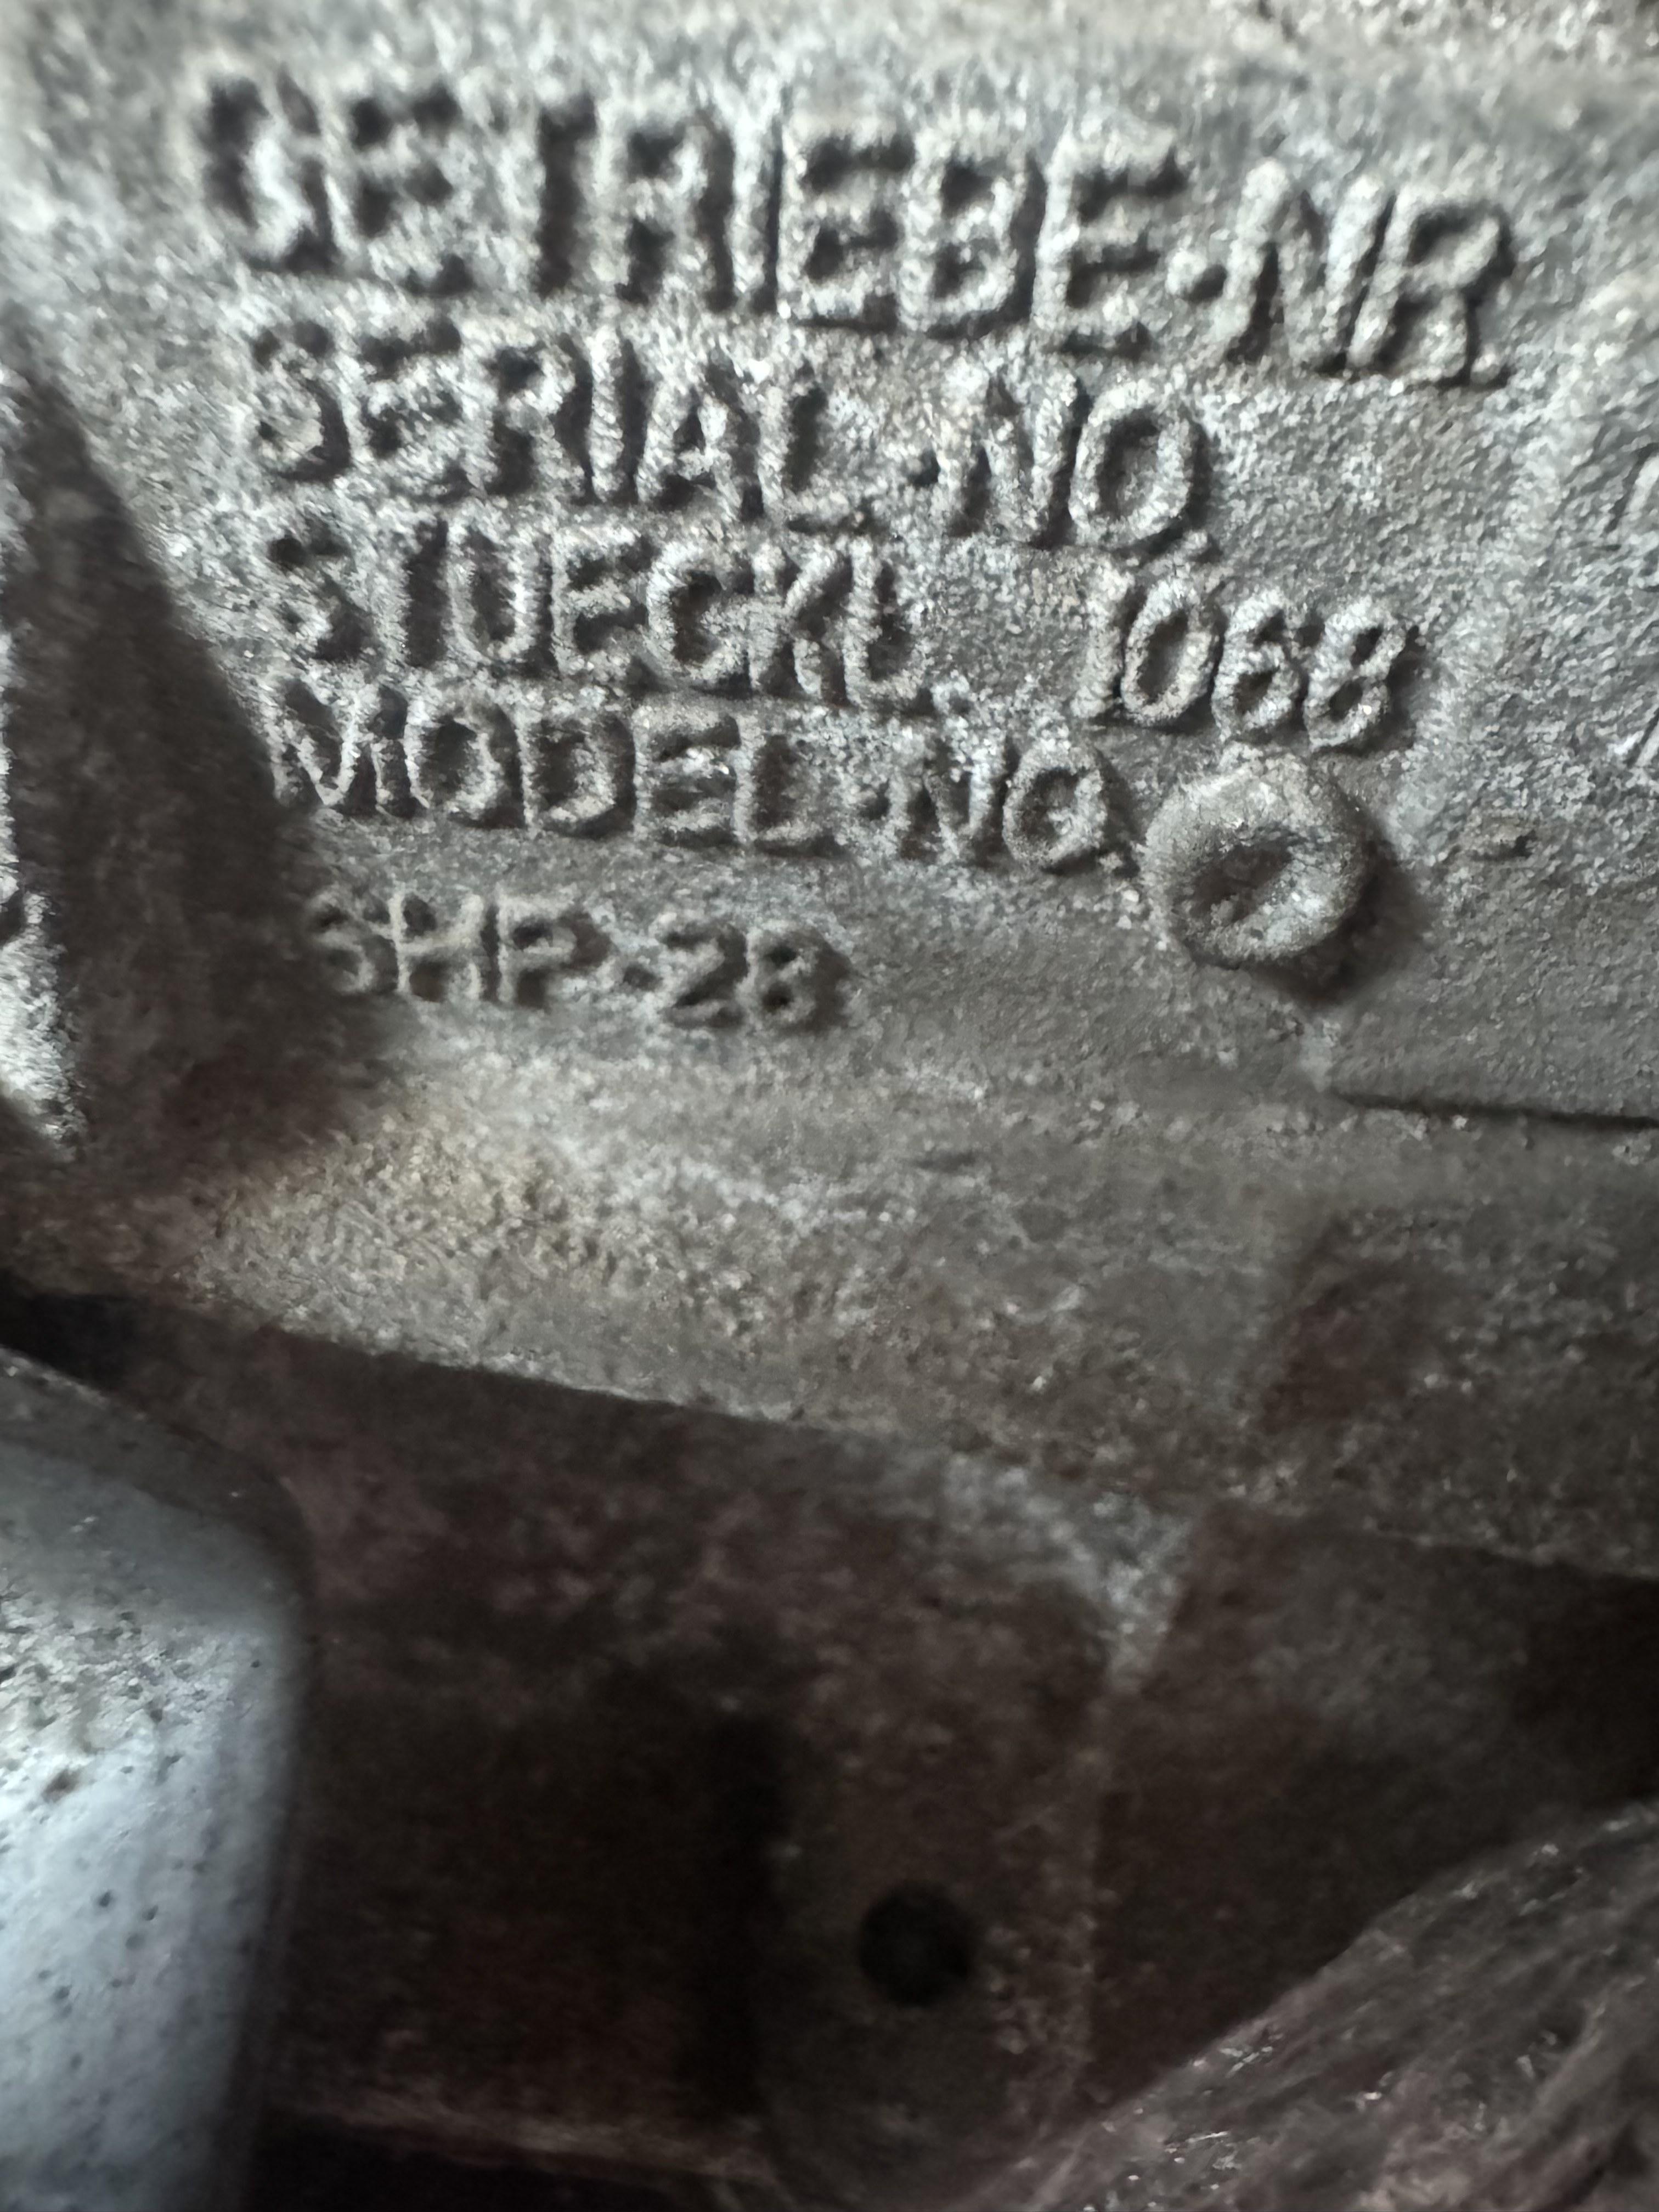 GETRIEBE-NR.
SERIAL-NO.
STUECKL. 1068
MODEL-NO.
6HP-28